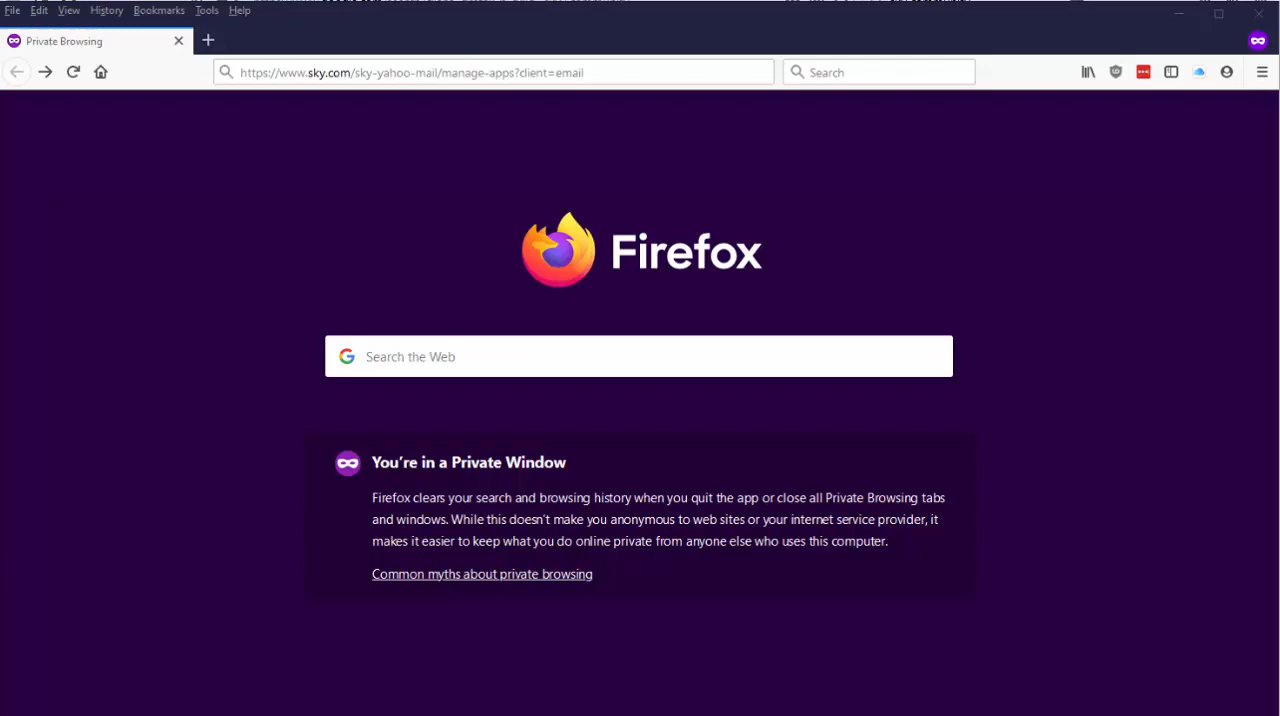 File Edit View History Bookmarks Tools Help
Private Browsing
https://www.sky.com/sky-yahoo-mail/manage-apps?client=email
Search
Firefox
Search the Web
You're in a Private Window
Firefox clears your search and browsing history when you quit the app or close all Private Browsing tabs
and windows. While this doesn't make you anonymous to web sites or your internet service provider, it
makes it easier to keep what you do online private from anyone else who uses this computer.
Common myths about private browsing